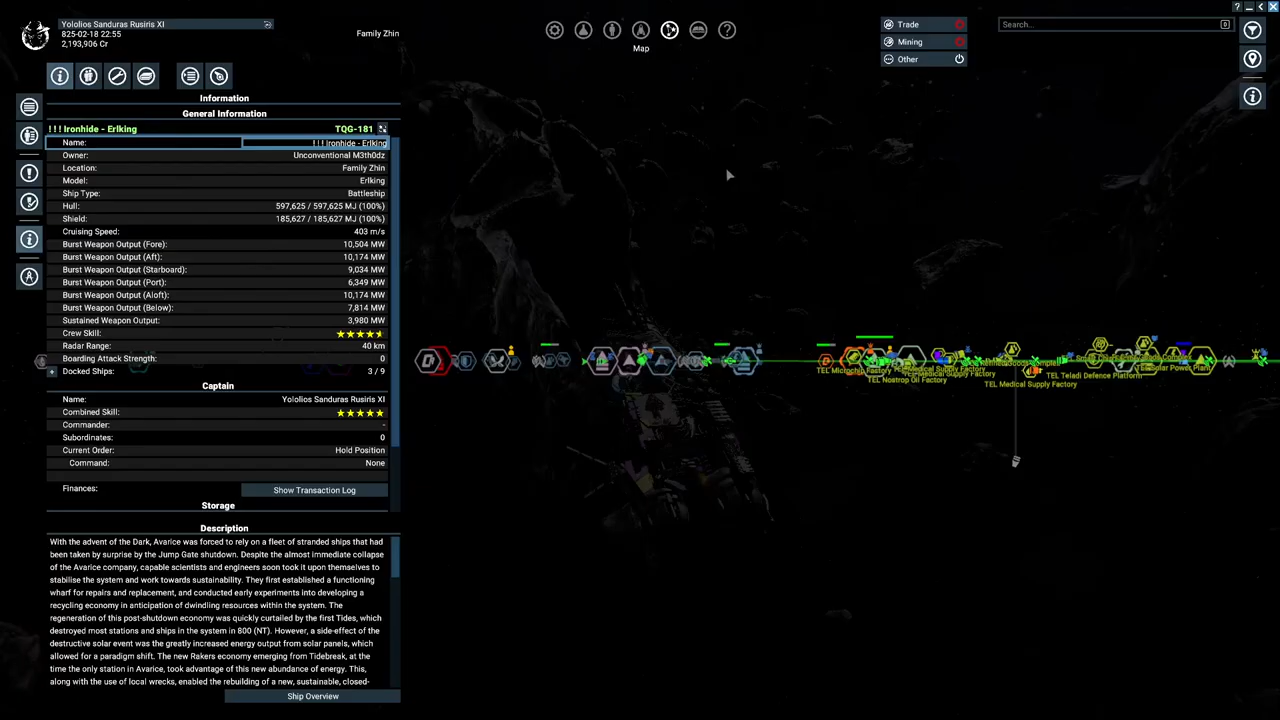 Yololios Sanduras Rusiris XI
825-02-18 22:55
2,193,906 Cr
Family Zhin
Map
Trade
Mining
Other
Search...
Information
General Information
! ! ! Ironhide - Erlking TQG-181
Name: ! ! ! Ironhide - Erlking
Owner: Unconventional M3th0dz
Location: Family Zhin
Model: Erlking
Ship Type: Battleship
Hull: 597,625 / 597,625 MJ (100%)
Shield: 185,627 / 185,627 MJ (100%)
Cruising Speed: 403 m/s
Burst Weapon Output (Fore): 10,504 MW
Burst Weapon Output (Aft): 10,174 MW
Burst Weapon Output (Starboard): 9,034 MW
Burst Weapon Output (Port): 6,349 MW
Burst Weapon Output (Aloft): 10,174 MW
Burst Weapon Output (Below): 7,814 MW
Sustained Weapon Output: 3,980 MW
Crew Skill:
Radar Range: 40 km
Boarding Attack Strength: 0
Docked Ships: 3 / 9
Captain
Name: Yololios Sanduras Rusiris XI
Combined Skill:
Commander: -
Subordinates: 0
Current Order: Hold Position
Command: None
Finances: Show Transaction Log
Storage
Description
With the advent of the Dark, Avarice was forced to rely on a fleet of stranded ships that had
been taken by surprise by the Jump Gate shutdown. Despite the almost immediate collapse
of the Avarice company, capable scientists and engineers soon took it upon themselves to
stabilise the system and work towards sustainability. They first established a functioning
wharf for repairs and replacement, and conducted early experiments into developing a
recycling economy in anticipation of dwindling resources within the system. The
regeneration of this post-shutdown economy was quickly curtailed by the first Tides, which
destroyed most stations and ships in the system in 800 (NT). However, a side-effect of the
destructive solar event was the greatly increased energy output from solar panels, which
allowed for a paradigm shift. The new Rakers economy emerging from Tidebreak, at the
time the only station in Avarice, took advantage of this new abundance of energy. This,
along with the use of local wrecks, enabled the rebuilding of a new, sustainable, closed-
Ship Overview
TEL Microchip Factory
TEL Nostrop Oil Factory
Medical Supply Factory
TEL Medical Supply Factory
TEL Teladi Defence Platform
Solar Power Plant